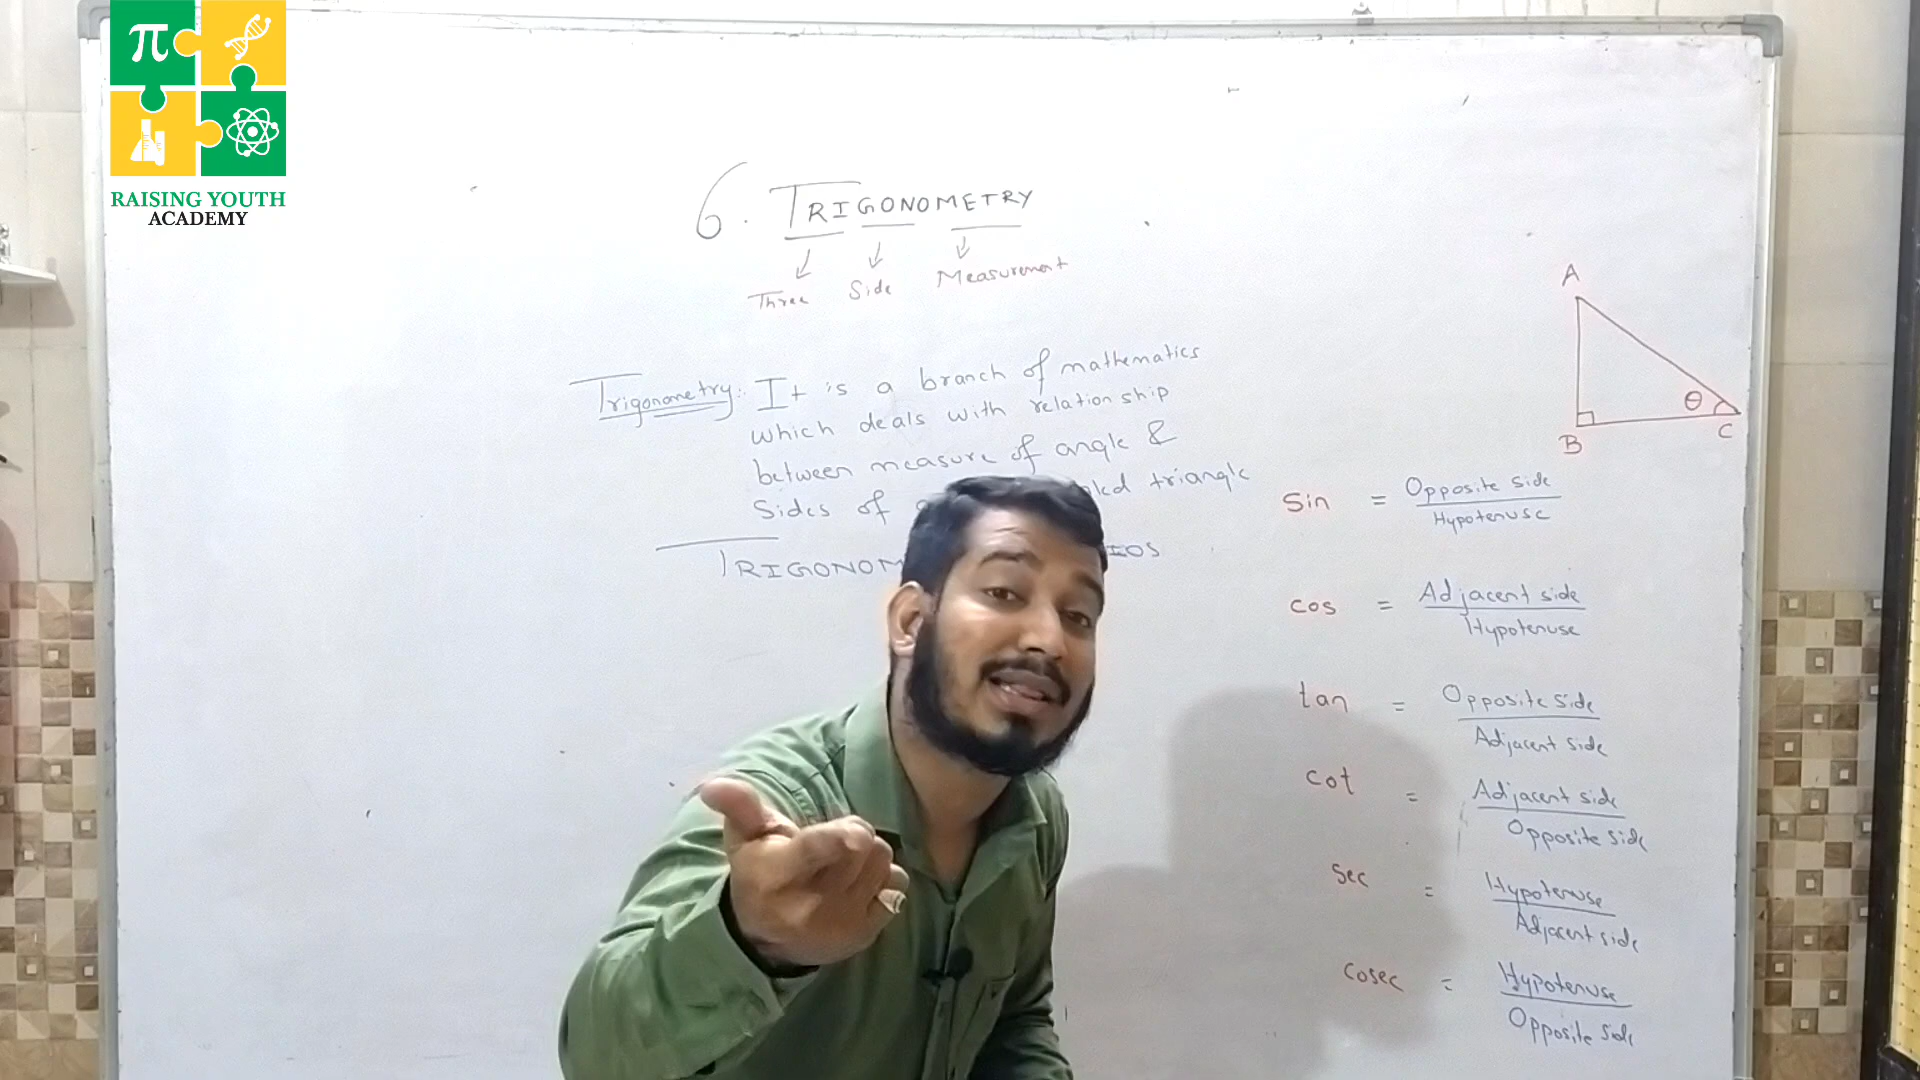 π
RAISING YOUTH
ACADEMY
6. TRIGONOMETRY
Three Side Measurement
Trigonometry: It is a branch of mathematics
which deals with relationship
between measure of angle &
Sides of triangle
A
B
C
θ
Sin = Opposite side
Hypotenuse
cos = Adjacent side
Hypotenuse
tan = Opposite side
Adjacent side
cot = Adjacent side
Opposite side
Sec = Hypotenuse
Adjacent side
Cosec = Hypotenuse
Opposite side